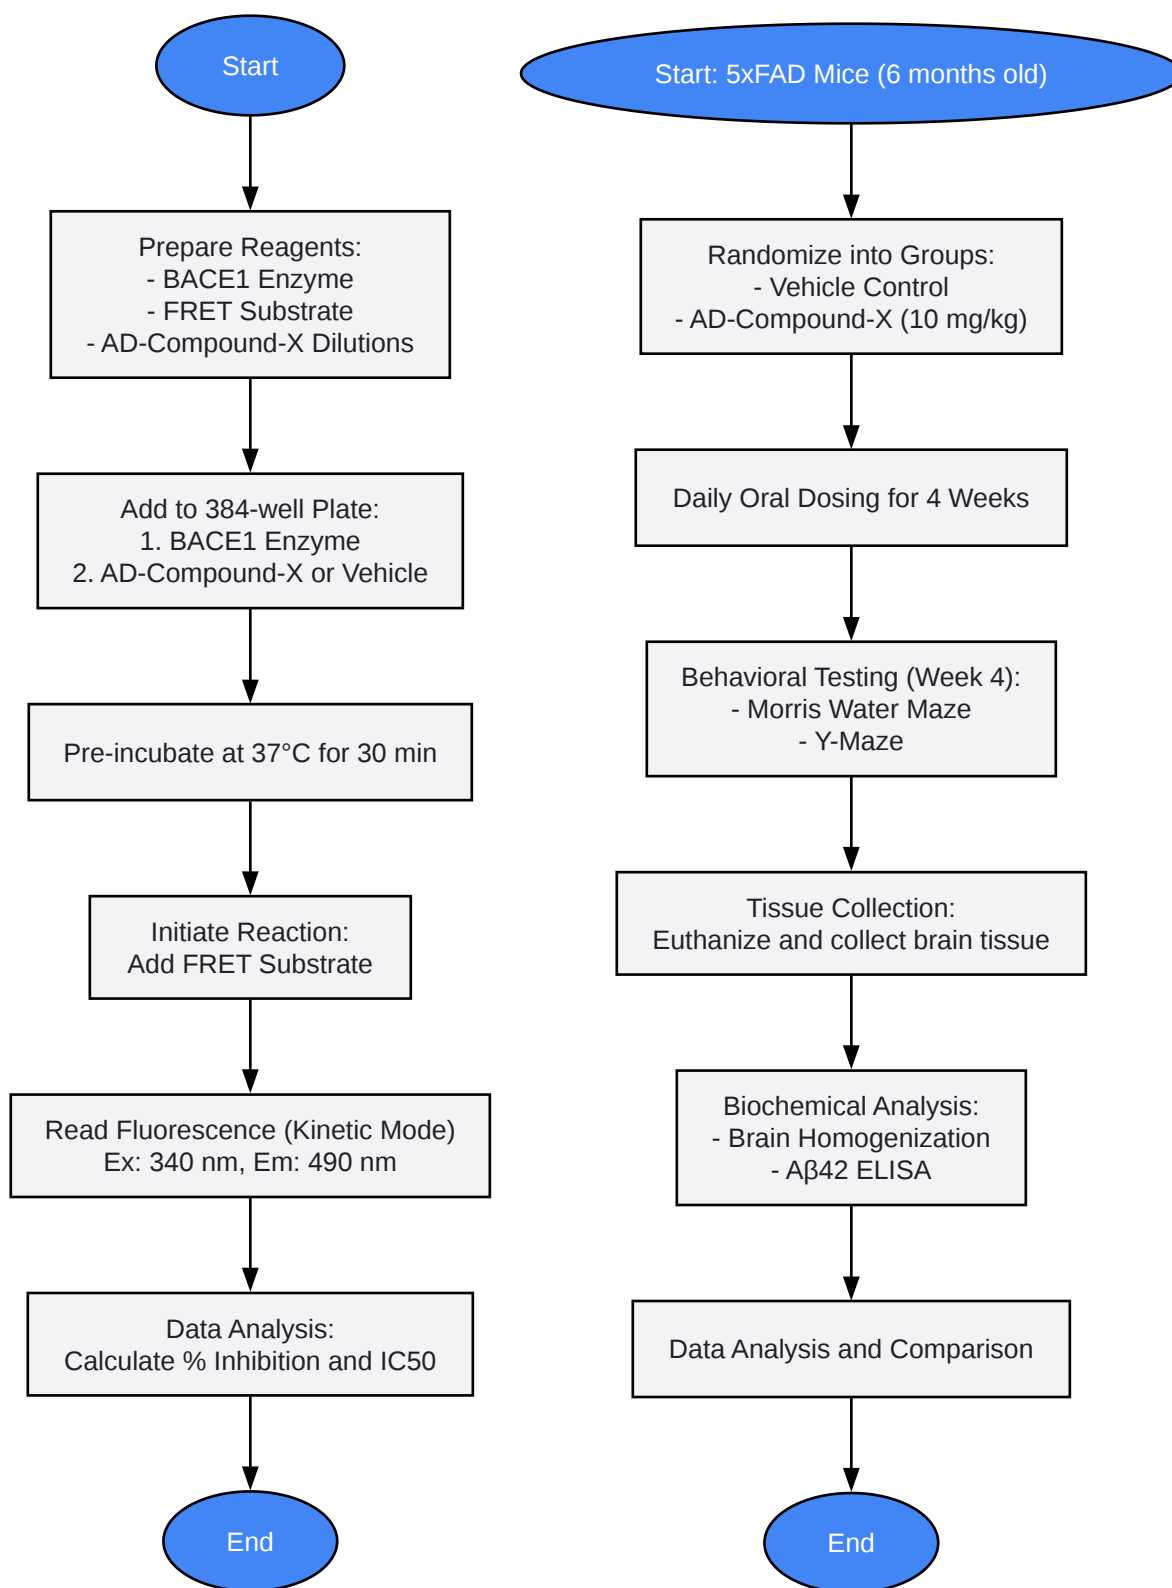 Start
Prepare Reagents:
- BACE1 Enzyme
- FRET Substrate
- AD-Compound-X Dilutions
Add to 384-well Plate:
1. BACE1 Enzyme
2. AD-Compound-X or Vehicle
Pre-incubate at 37°C for 30 min
Initiate Reaction:
Add FRET Substrate
Read Fluorescence (Kinetic Mode)
Ex: 340 nm, Em: 490 nm
Data Analysis:
Calculate % Inhibition and IC50
End
Start: 5xFAD Mice (6 months old)
Randomize into Groups:
- Vehicle Control
- AD-Compound-X (10 mg/kg)
Daily Oral Dosing for 4 Weeks
Behavioral Testing (Week 4):
- Morris Water Maze
- Y-Maze
Tissue Collection:
Euthanize and collect brain tissue
Biochemical Analysis:
- Brain Homogenization
- Aβ42 ELISA
Data Analysis and Comparison
End